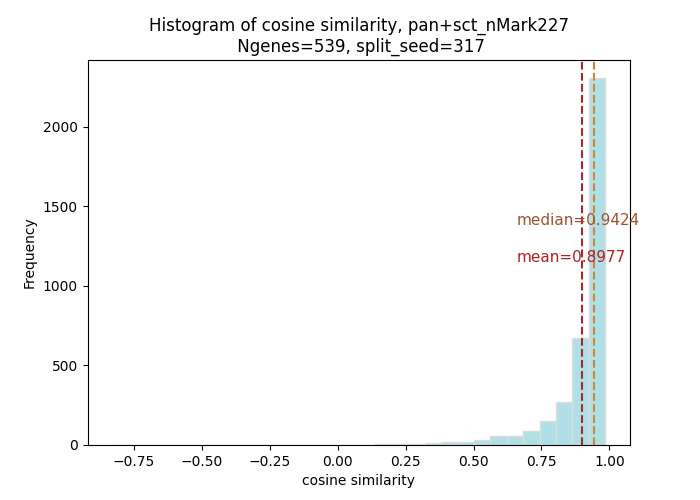 Histogram of cosine similarity, pan+sct_nMark227
Ngenes=539, split_seed=317
Frequency
2000
1500
1000
500
0
median=0.9424
mean=0.8977
−0.75 −0.50 −0.25 0.00 0.25 0.50 0.75 1.00
cosine similarity